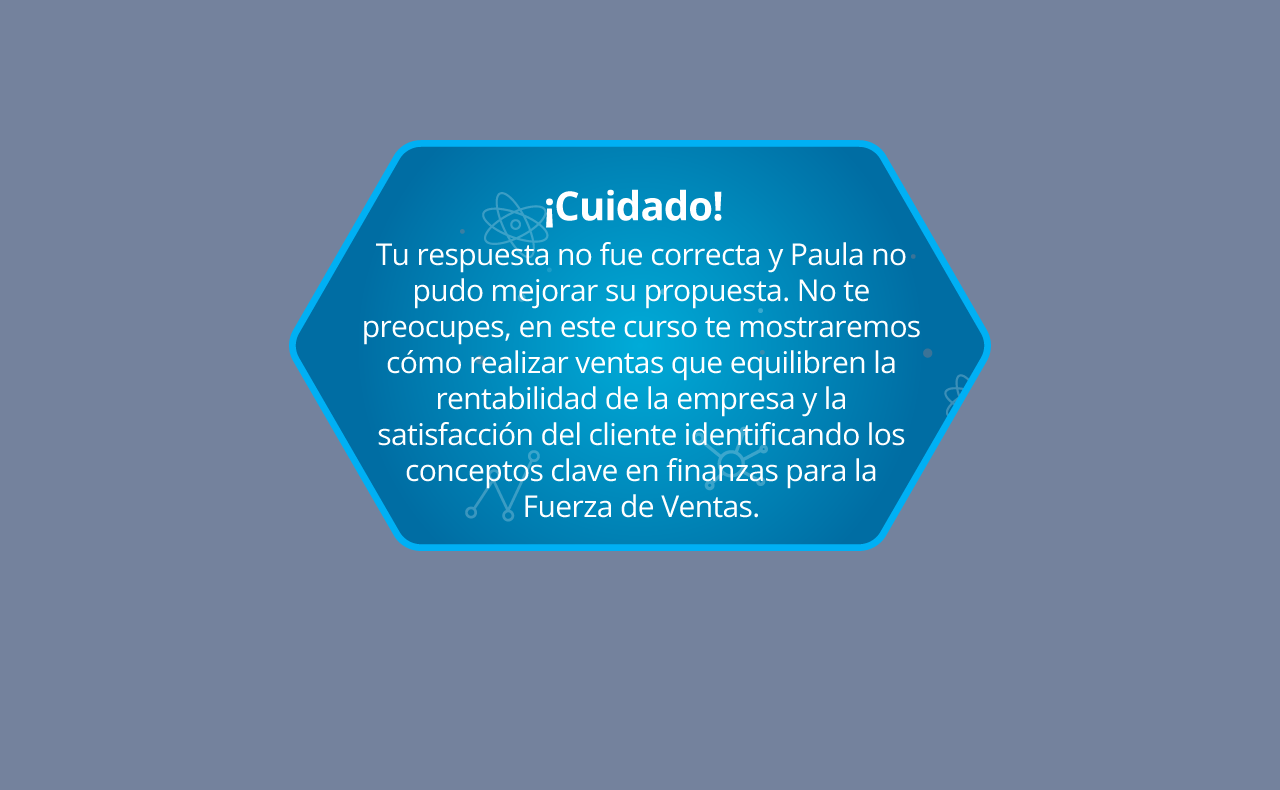 ¡Cuidado!
Tu respuesta no fue correcta y Paula no
pudo mejorar su propuesta. No te
preocupes, en este curso te mostraremos
cómo realizar ventas que equilibren la
rentabilidad de la empresa y la
satisfacción del cliente identificando los
conceptos clave en finanzas para la
Fuerza de Ventas.